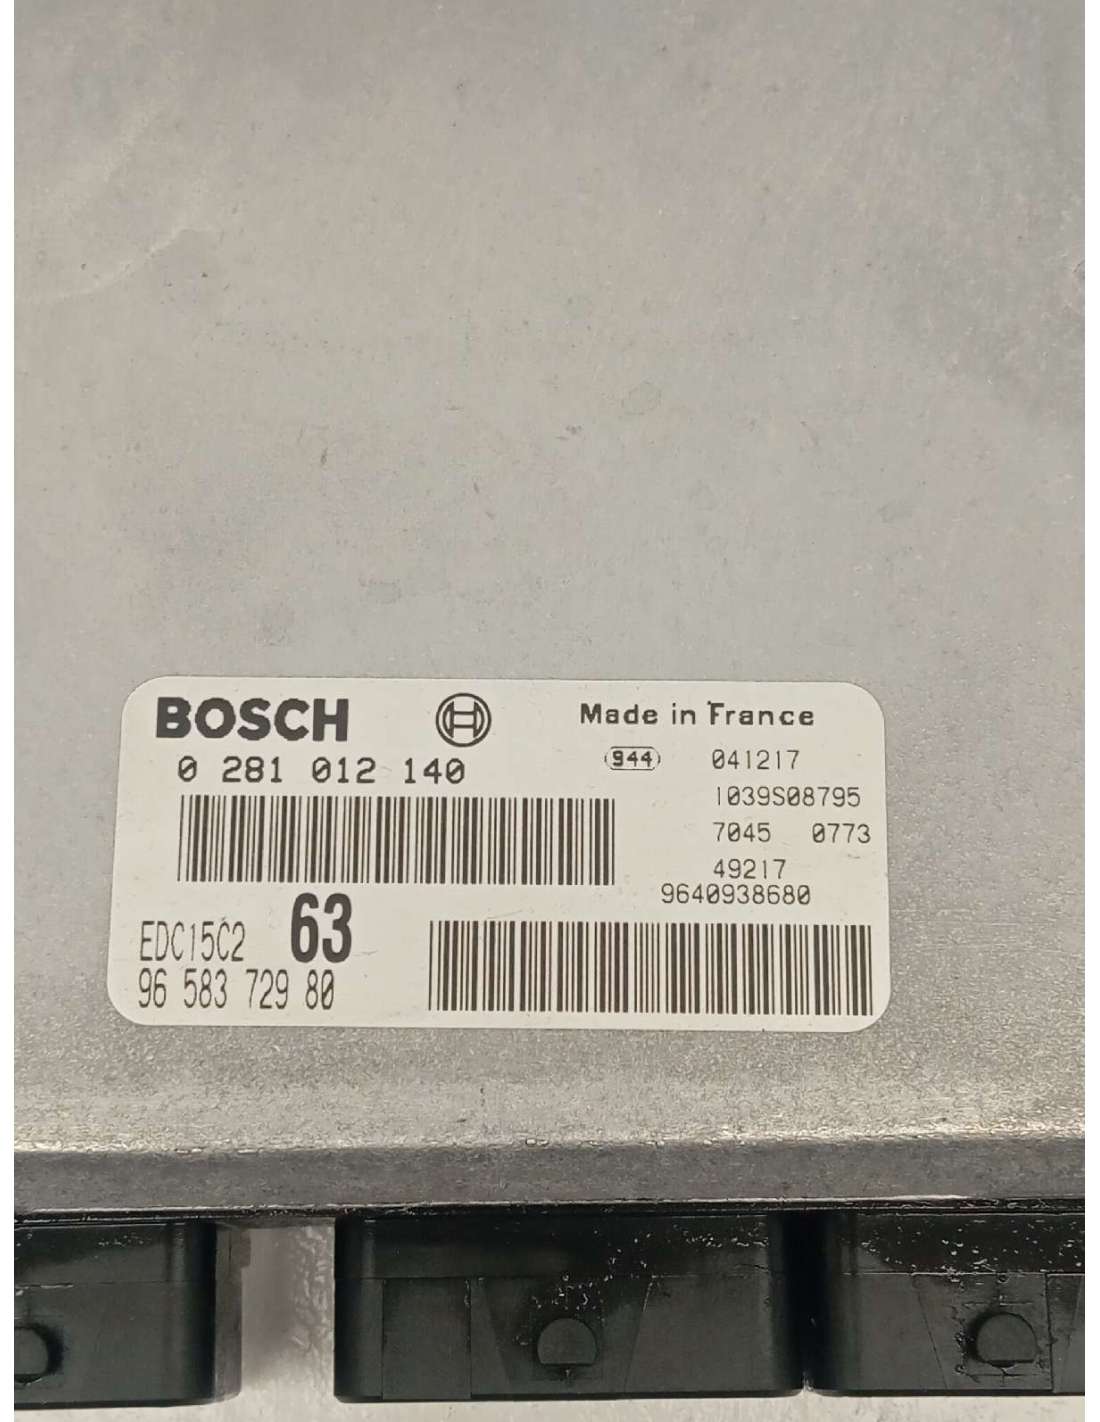 BOSCH
Made in France
0 281 012 140
944 041217
1039S08795
7045 0773
49217
9640938680
EDC15C2 63
96 583 729 80